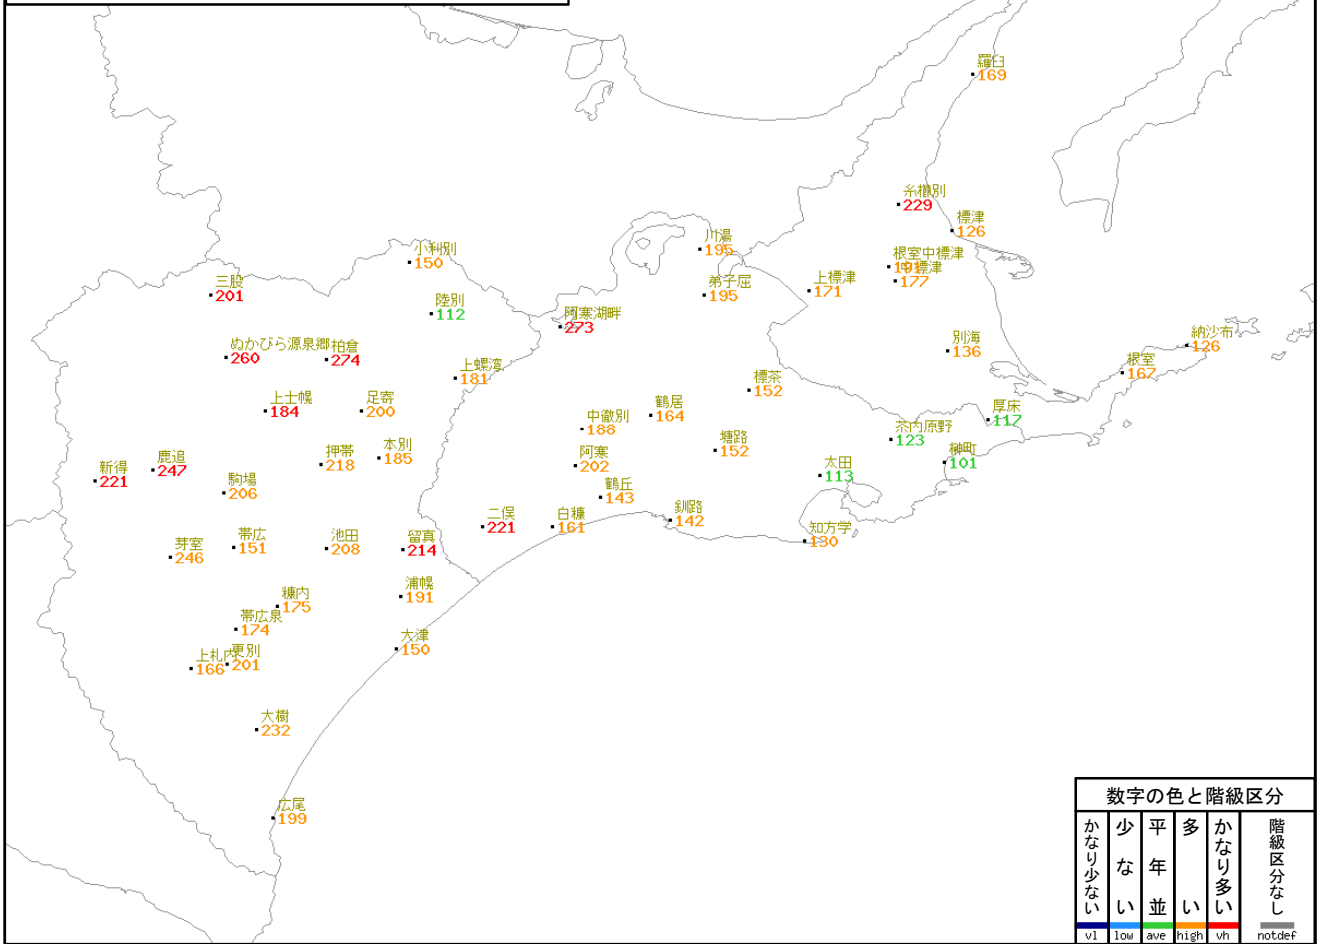 羅臼
169
糸櫛別
229
標津
126
川湯
195
根室中標津
中標津
177
小利別
150
三股
201
弟子屈
195
上標津
171
陸別
112
阿寒湖畔
273
納沙布
126
ぬかびら源泉郷
260
柏倉
274
別海
136
根室
167
上螺湾
181
標茶
152
上士幌
184
足寄
200
鶴居
164
厚床
117
中徹別
188
茶内原野
123
本別
185
塘路
152
榊町
101
押帯
218
新得
221
鹿追
247
阿寒
202
太田
113
駒場
206
鶴丘
143
釧路
142
二俣
221
白糠
161
知方学
130
帯広
151
池田
208
留真
214
芽室
246
浦幌
191
糠内
175
帯広泉
174
大津
150
更別
201
上札内
166
大樹
232
広尾
199
数字の色と階級区分
かなり少ない
少ない
平年並
多い
かなり多い
階級区分なし
vl
low
ave
high
vh
notdef